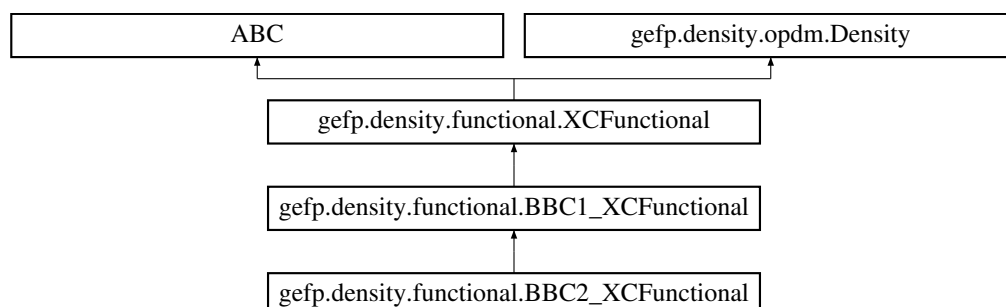 ABC
gefp.density.opdm.Density
gefp.density.functional.XCFunctional
gefp.density.functional.BBC1_XCFunctional
gefp.density.functional.BBC2_XCFunctional